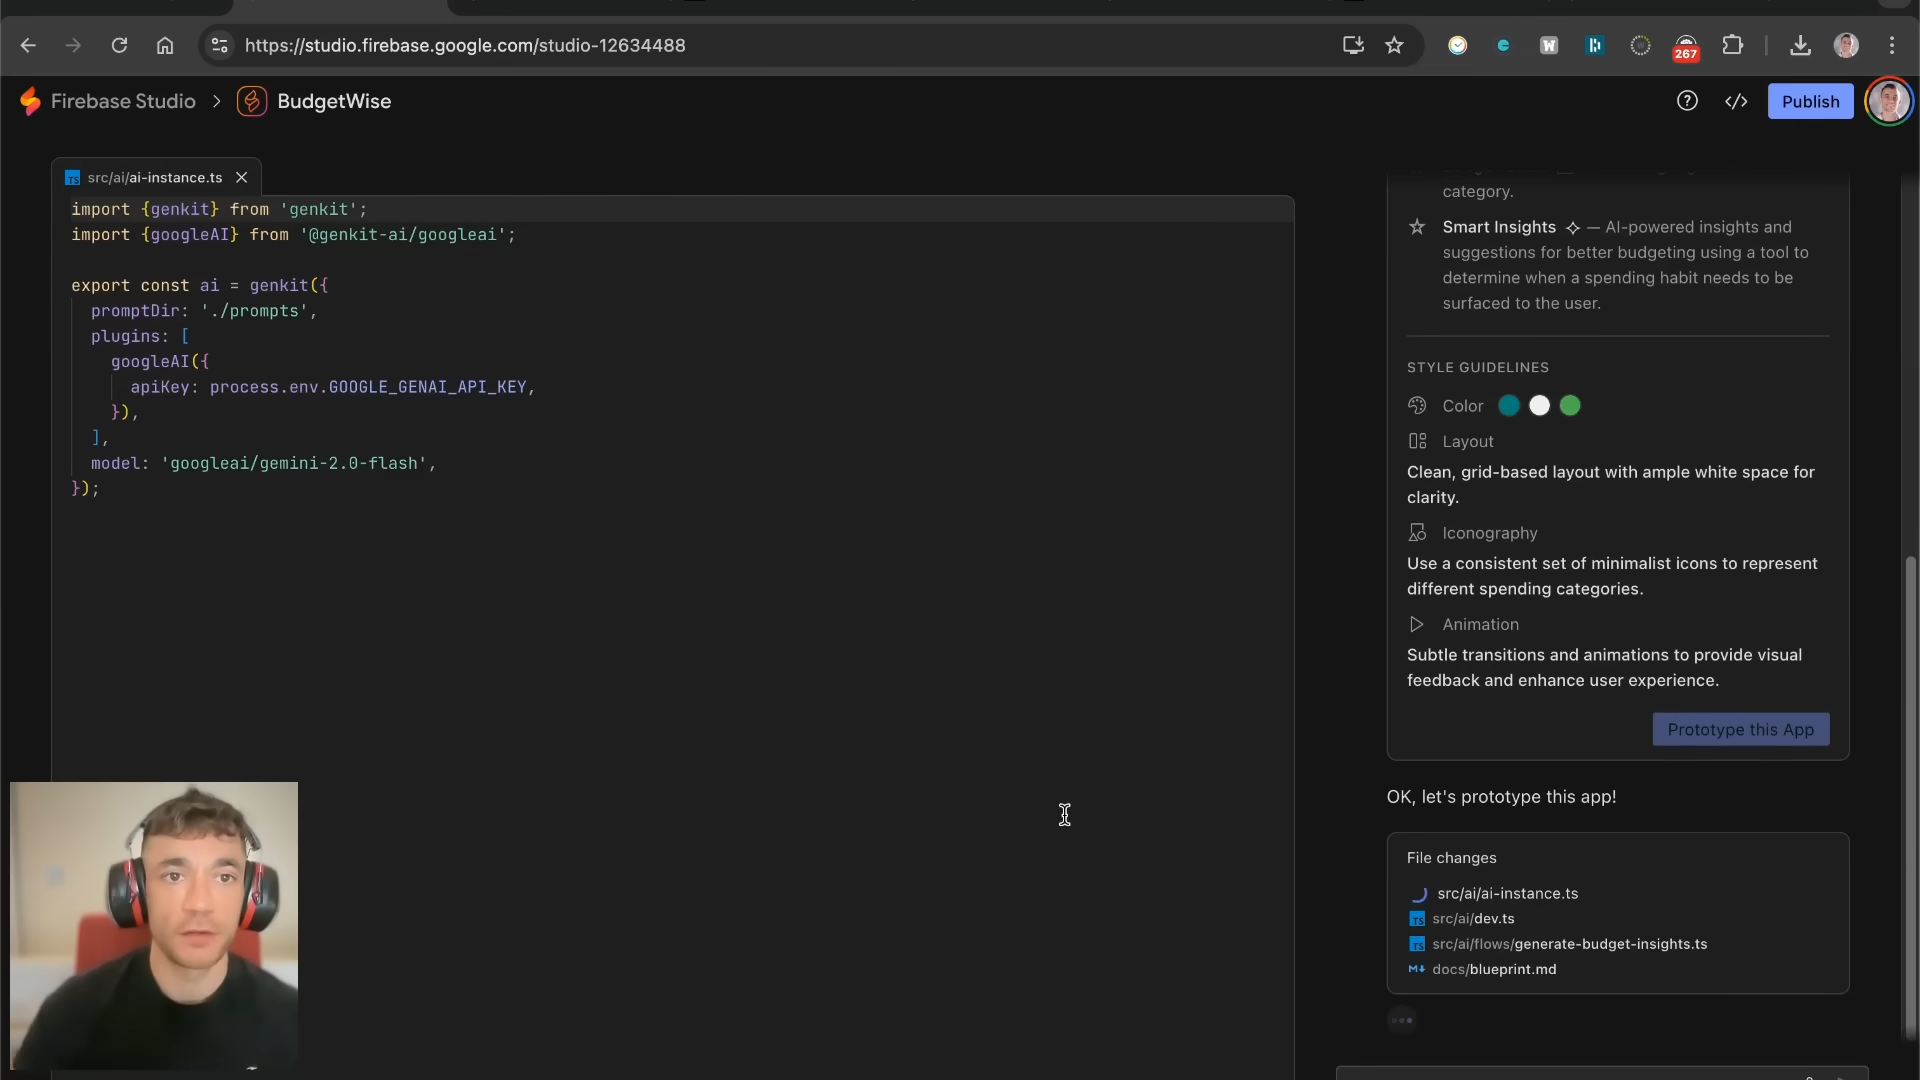 https://studio.firebase.google.com/studio-12634488
267
Firebase Studio > BudgetWise
Publish
TS src/ai/ai-instance.ts
import {genkit} from 'genkit';
import {googleAI} from '@genkit-ai/googleai';
export const ai = genkit({
promptDir: './prompts',
plugins: [
googleAI({
apiKey: process.env.GOOGLE_GENAI_API_KEY,
}),
],
model: 'googleai/gemini-2.0-flash',
});
category.
Smart Insights — AI-powered insights and
suggestions for better budgeting using a tool to
determine when a spending habit needs to be
surfaced to the user.
STYLE GUIDELINES
Color
Layout
Clean, grid-based layout with ample white space for
clarity.
Iconography
Use a consistent set of minimalist icons to represent
different spending categories.
Animation
Subtle transitions and animations to provide visual
feedback and enhance user experience.
Prototype this App
OK, let's prototype this app!
File changes
src/ai/ai-instance.ts
TS src/ai/dev.ts
TS src/ai/flows/generate-budget-insights.ts
docs/blueprint.md